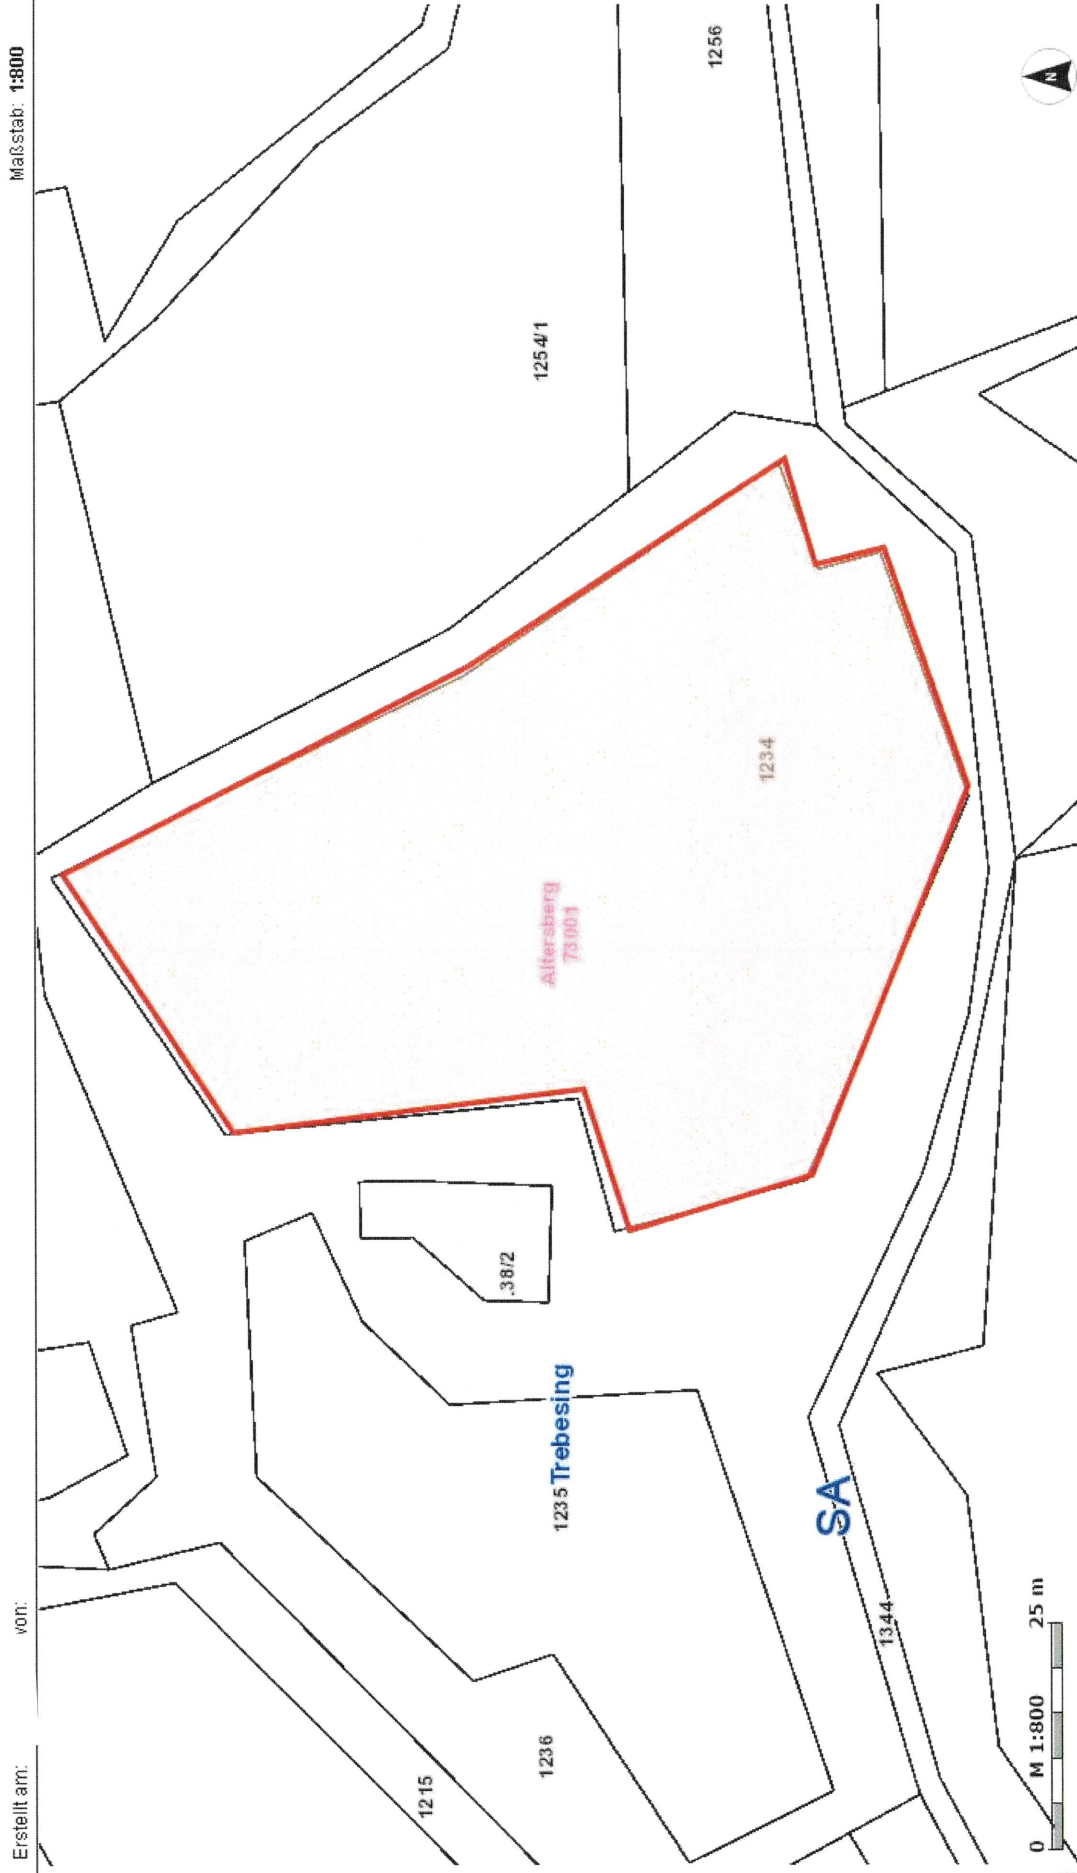 Erstellt am:
von:
Maßstab: 1:800
1256
1254/1
1234
Altersberg
73001
.38/2
1235
Trebesing
SA
1344
1236
1215
0
M 1:800
25 m
N